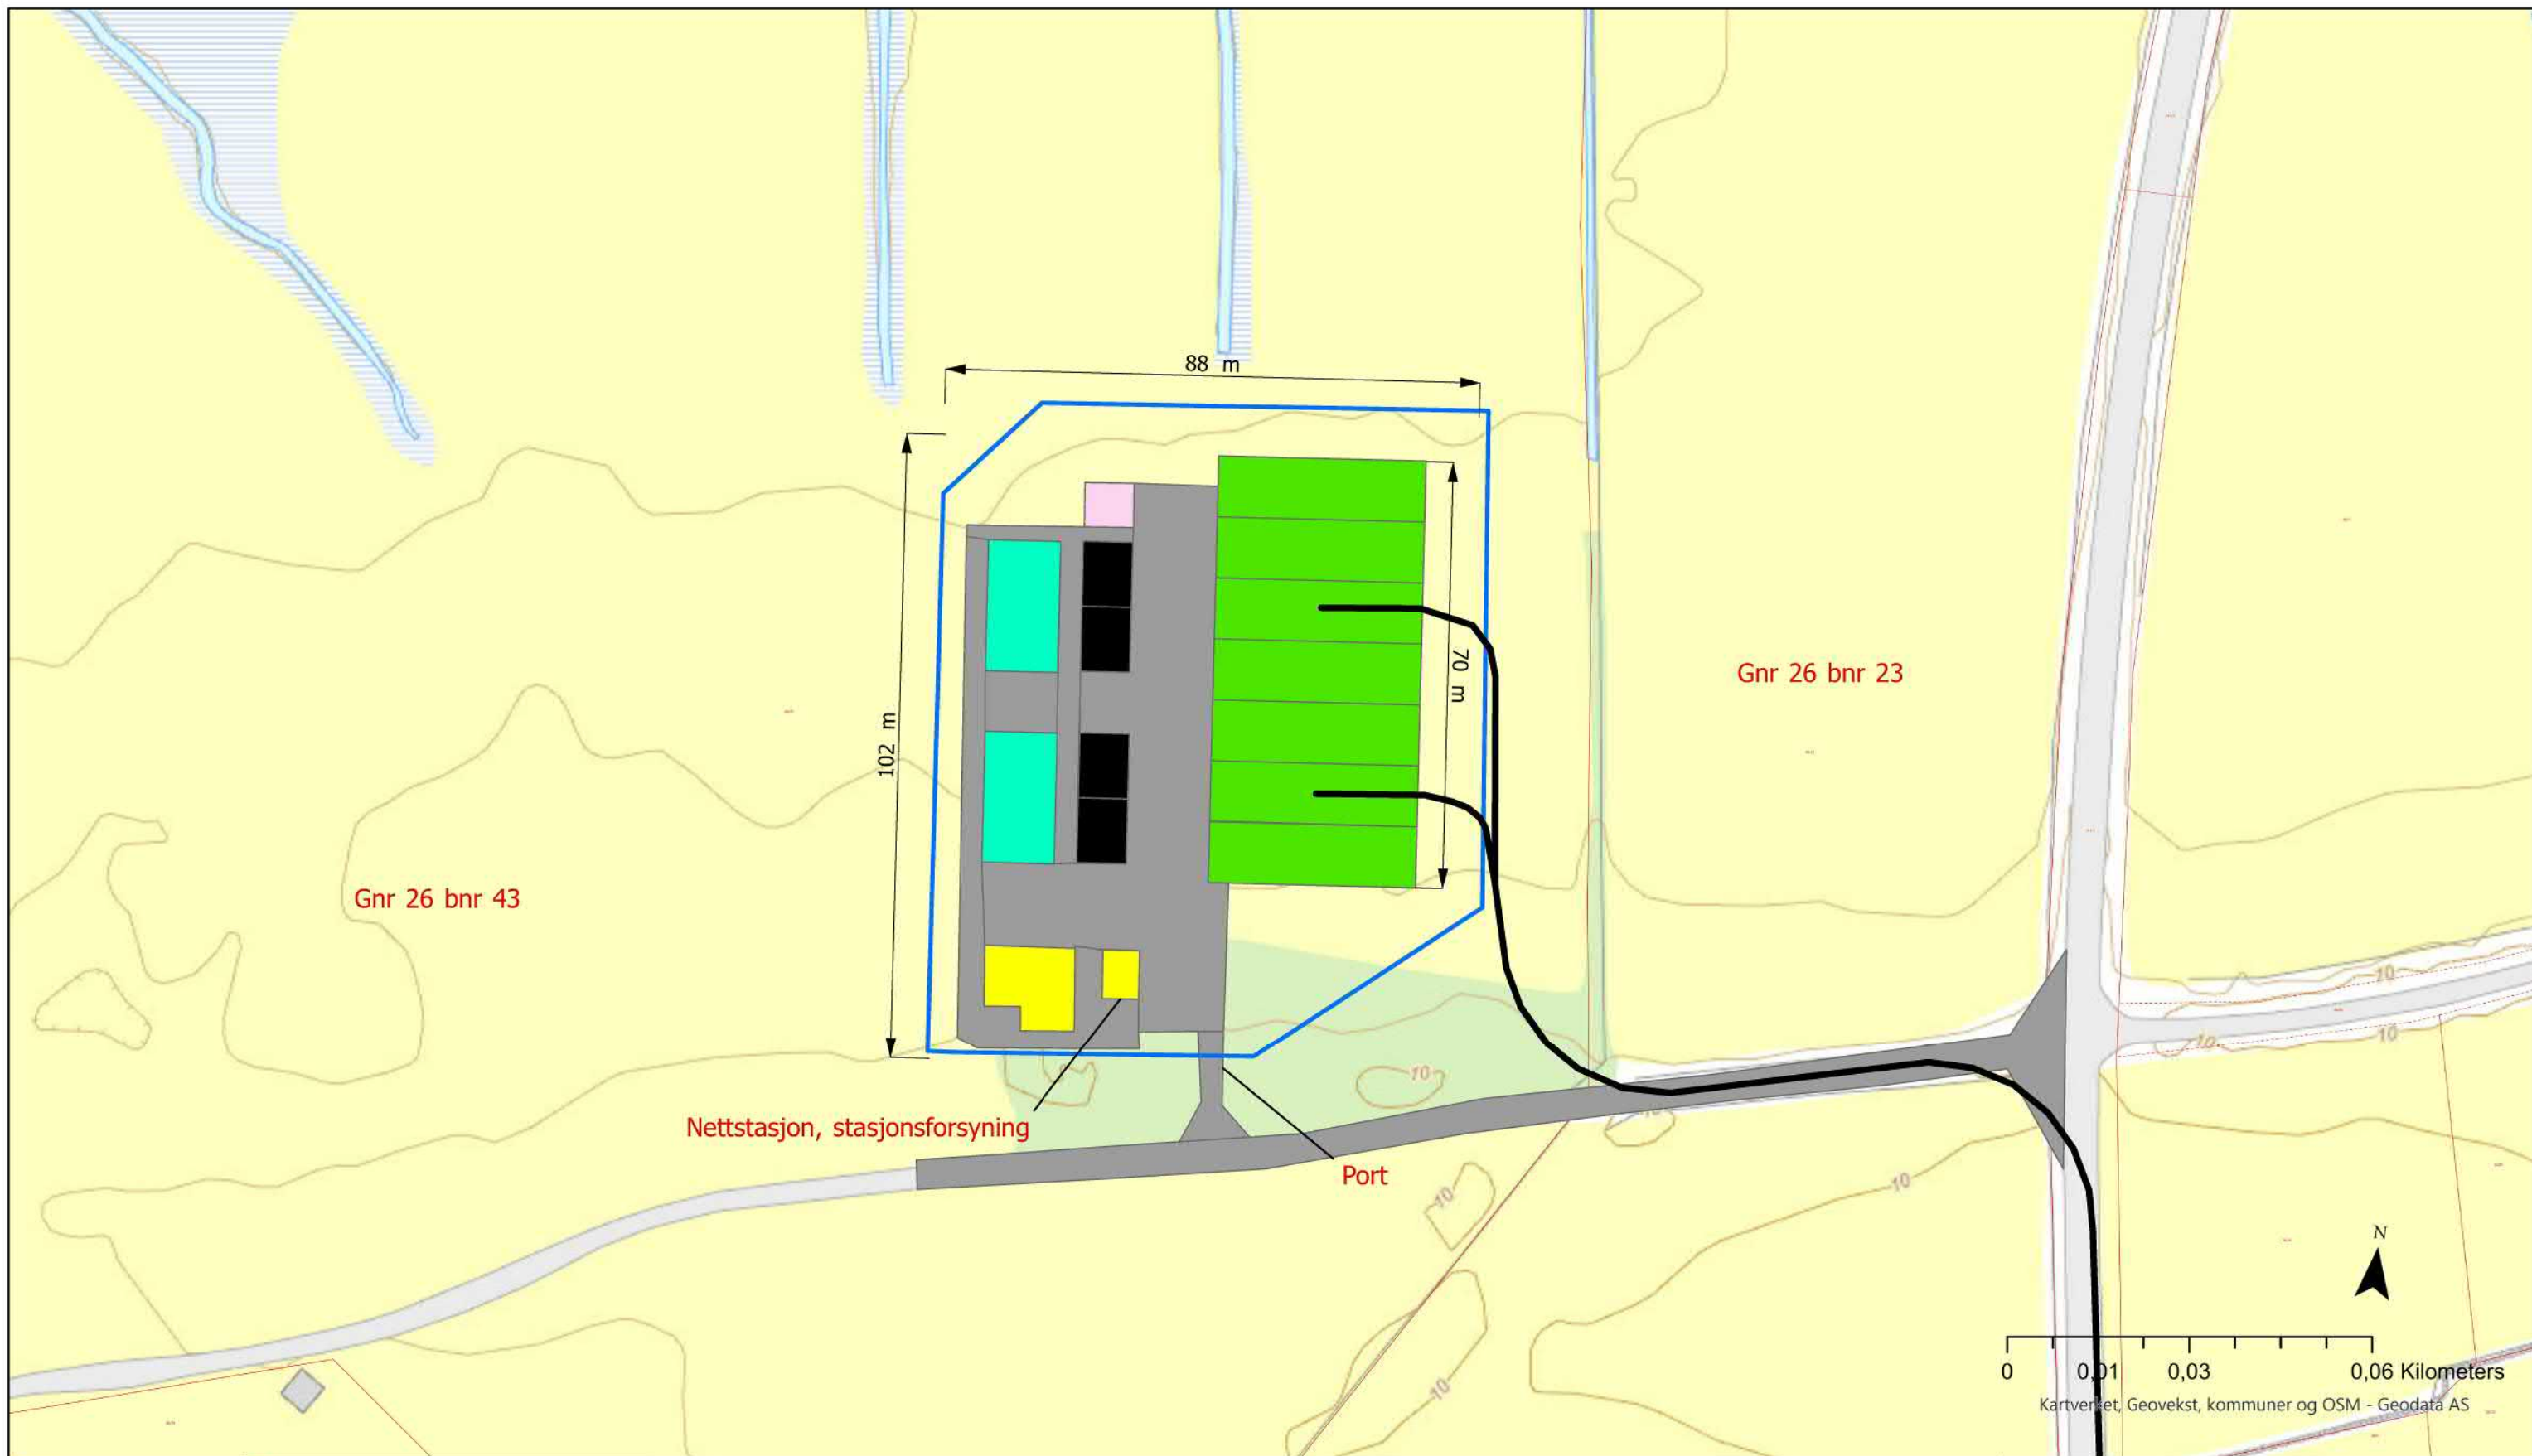 88 m
102 m
70 m
Gnr 26 bnr 23
Gnr 26 bnr 43
10
10
10
10
Nettstasjon, stasjonsforsyning
Port
10
10
10
10
N
0 0,01 0,03 0,06 Kilometers
Kartverket, Geovekst, kommuner og OSM - Geodata AS